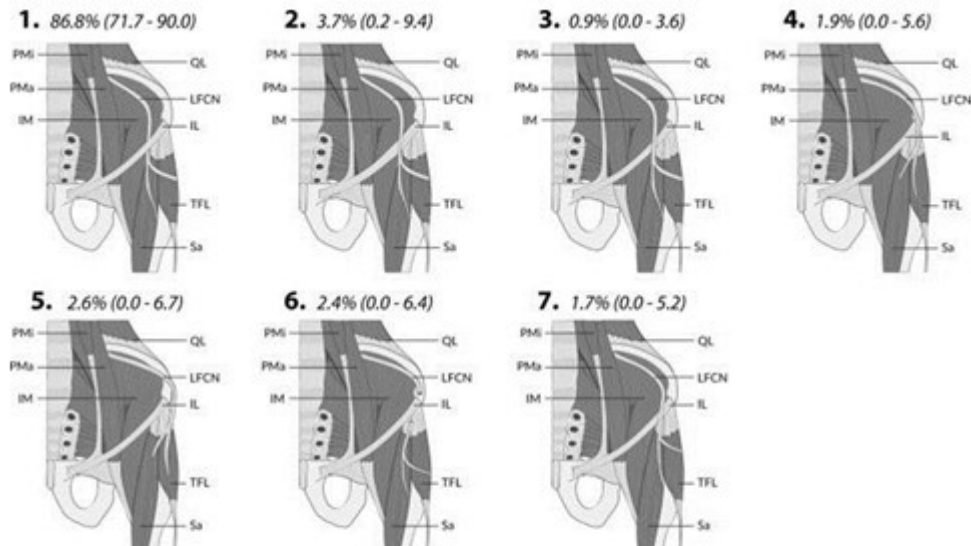 1. 86.8% (71.7 - 90.0)
PMi
QL
PMa
LFCN
IM
IL
TFL
Sa
2. 3.7% (0.2 - 9.4)
PMi
QL
PMa
LFCN
IM
IL
TFL
Sa
3. 0.9% (0.0 - 3.6)
PMi
QL
PMa
LFCN
IM
IL
TFL
Sa
4. 1.9% (0.0 - 5.6)
PMi
QL
PMa
LFCN
IM
IL
TFL
Sa
5. 2.6% (0.0 - 6.7)
PMi
QL
PMa
LFCN
IM
IL
TFL
Sa
6. 2.4% (0.0 - 6.4)
PMi
QL
PMa
LFCN
IM
IL
TFL
Sa
7. 1.7% (0.0 - 5.2)
PMi
QL
PMa
LFCN
IM
IL
TFL
Sa